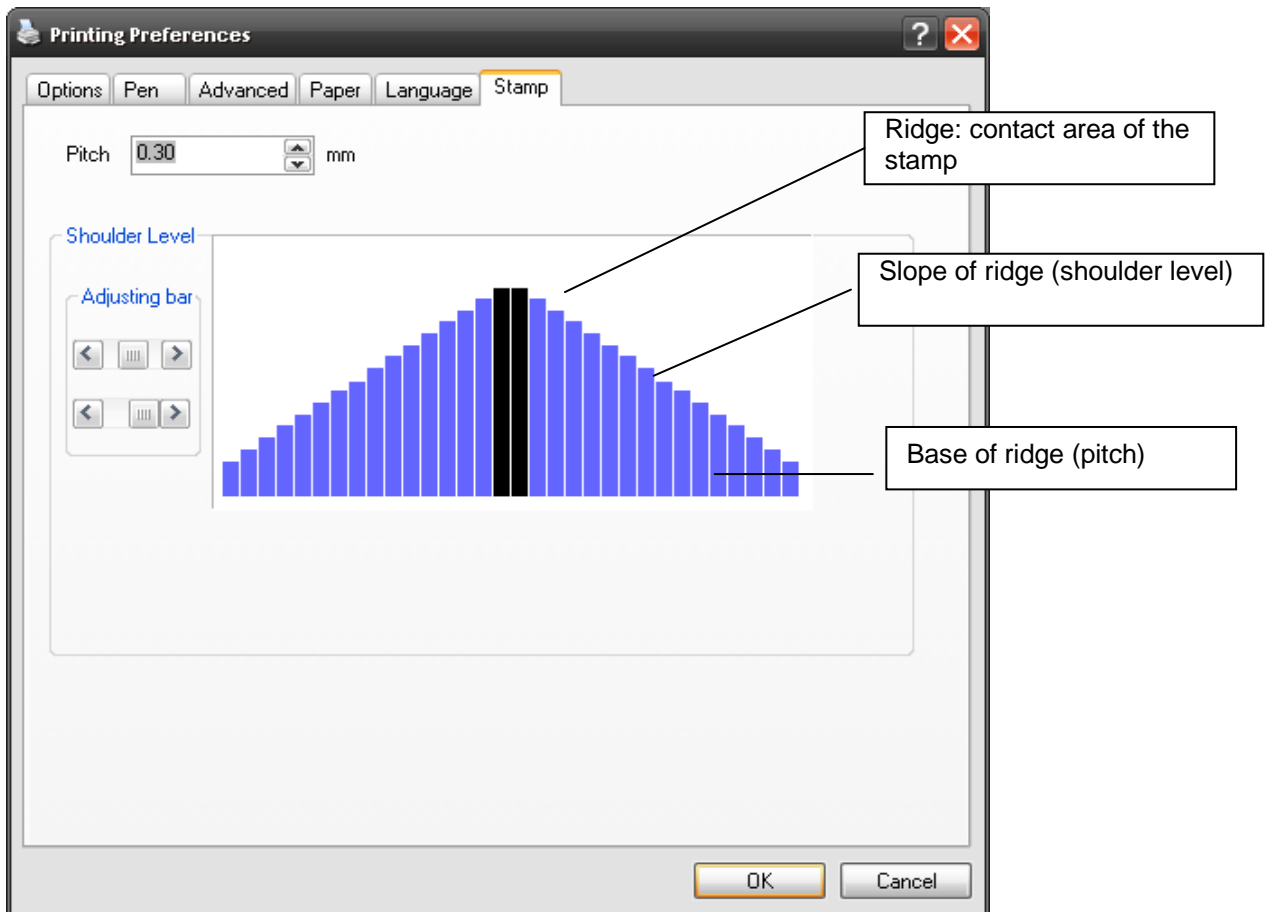 Printing Preferences
Options Pen Advanced Paper Language Stamp
Pitch 0.30 mm
Ridge: contact area of the
stamp
Shoulder Level
Adjusting bar
Slope of ridge (shoulder level)
Base of ridge (pitch)
OK Cancel